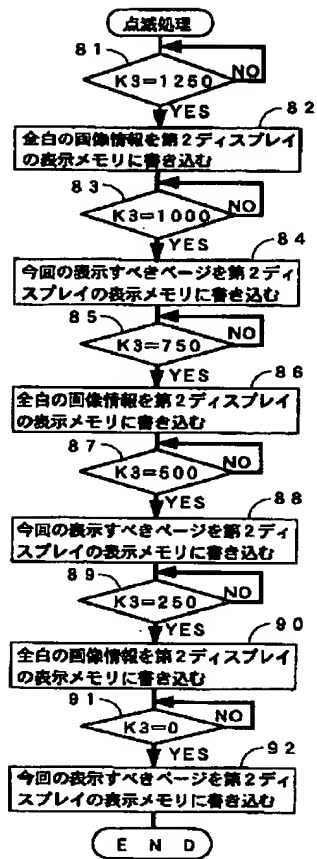 点滅処理
81
K3=1250
NO
YES
82
全白の画像情報を第2ディスプレイ
の表示メモリに書き込む
83
K3=1000
NO
YES
84
今回の表示すべきページを第2ディ
スプレイの表示メモリに書き込む
85
K3=750
NO
YES
86
全白の画像情報を第2ディスプレイ
の表示メモリに書き込む
87
K3=500
NO
YES
88
今回の表示すべきページを第2ディ
スプレイの表示メモリに書き込む
89
K3=250
NO
YES
90
全白の画像情報を第2ディスプレイ
の表示メモリに書き込む
91
K3=0
NO
YES
92
今回の表示すべきページを第2ディ
スプレイの表示メモリに書き込む
END